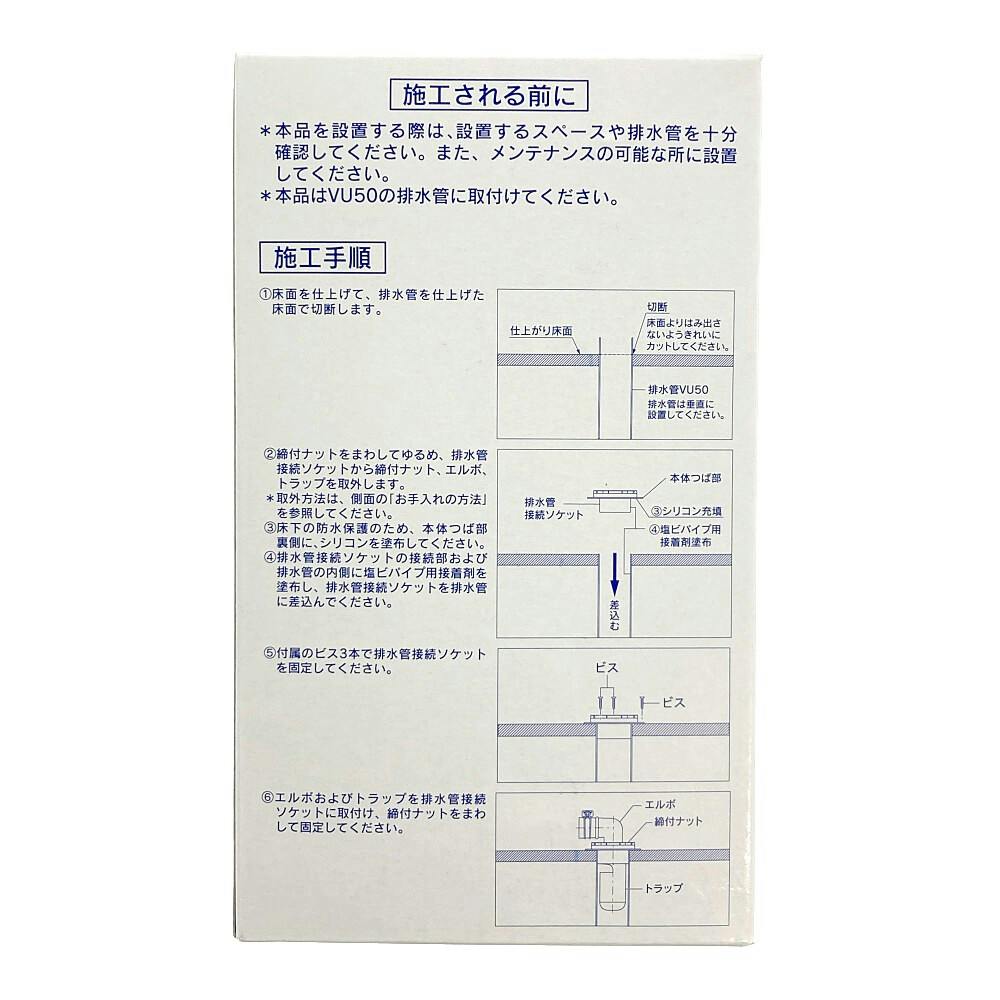 施工される前に
＊本品を設置する際は、設置するスペースや排水管を十分
確認してください。また、メンテナンスの可能な所に設置
してください。
＊本品はVU50の排水管に取付けてください。
施工手順
①床面を仕上げて、排水管を仕上げた
床面で切断します。
仕上がり床面
切断
床面よりはみ出さ
ないようきれいに
カットしてください。
排水管VU50
排水管は垂直に
設置してください。
②締付ナットをまわしてゆるめ、排水管
接続ソケットから締付ナット、エルボ、
トラップを取外します。
＊取外方法は、側面の「お手入れの方法」
を参照してください。
③床下の防水保護のため、本体つば部
裏側に、シリコンを塗布してください。
④排水管接続ソケットの接続部および
排水管の内側に塩ビパイプ用接着剤を
塗布し、排水管接続ソケットを排水管
に差込んでください。
本体つば部
排水管
接続ソケット
③シリコン充填
④塩ビパイプ用
接着剤塗布
差込む
⑤付属のビス3本で排水管接続ソケット
を固定してください。
ビス
ビス
⑥エルボおよびトラップを排水管接続
ソケットに取付け、締付ナットをまわ
して固定してください。
エルボ
締付ナット
トラップ